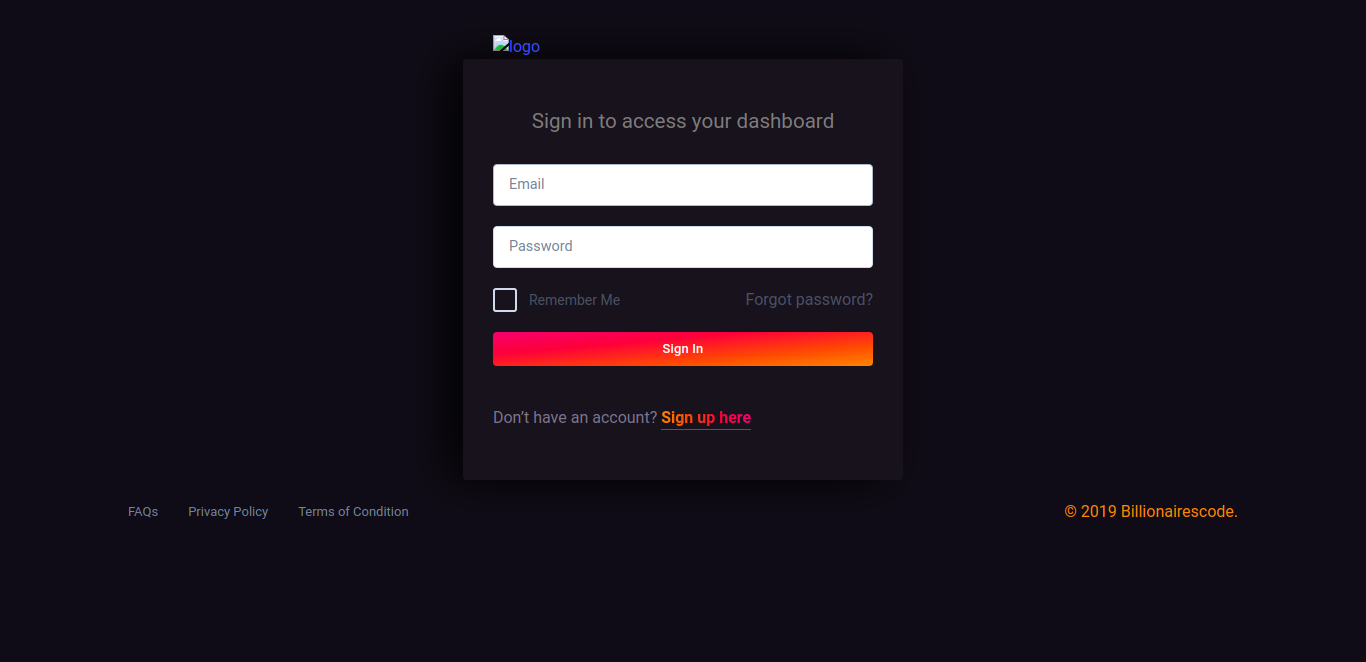 logo
Sign in to access your dashboard
Email
Password
Remember Me
Forgot password?
Sign In
Don’t have an account? Sign up here
FAQs
Privacy Policy
Terms of Condition
© 2019 Billionairescode.